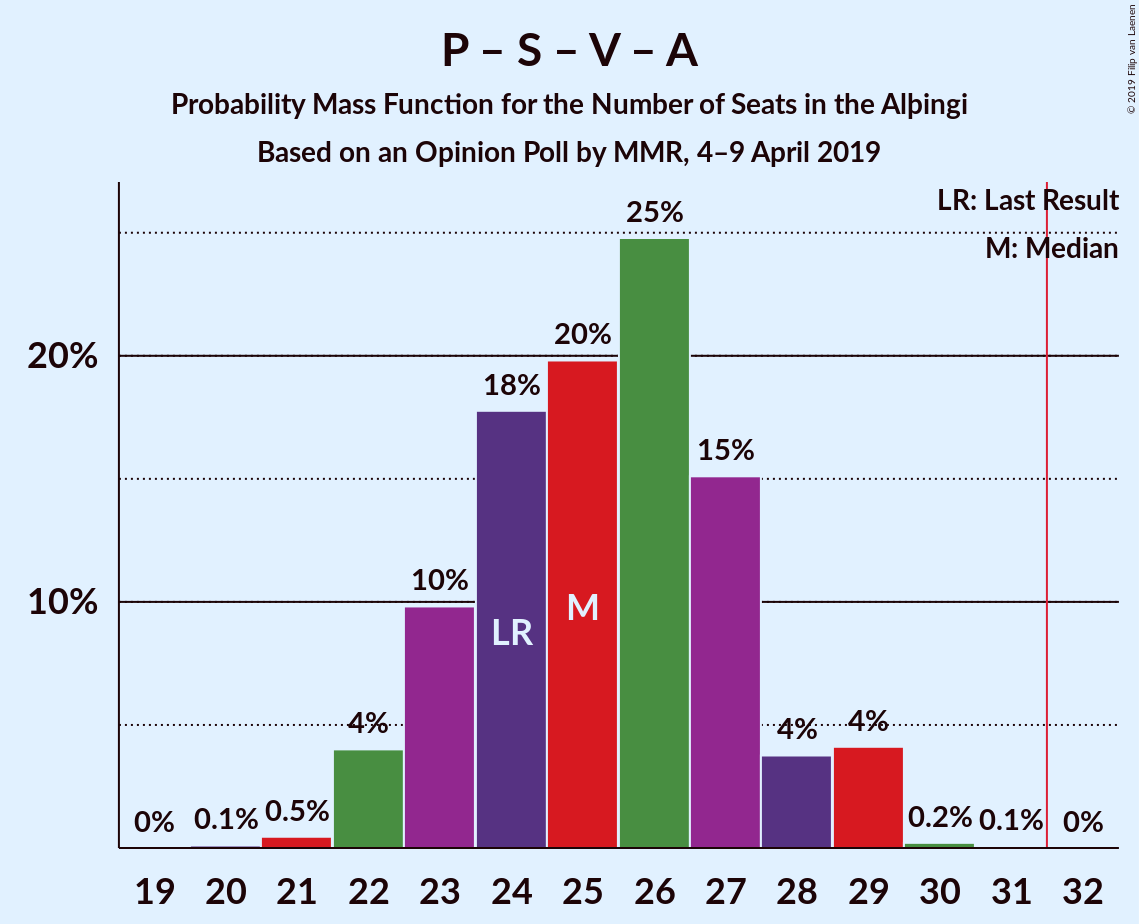 P – S – V – A
Probability Mass Function for the Number of Seats in the Alþingi
Based on an Opinion Poll by MMR, 4–9 April 2019
© 2019 Filip van Laenen
LR: Last Result
M: Median
25%
20%
20%
18%
15%
10%
10%
LR
M
4%
4%
4%
0%
0.1%
0.5%
0.2%
0.1%
0%
19 20 21 22 23 24 25 26 27 28 29 30 31 32